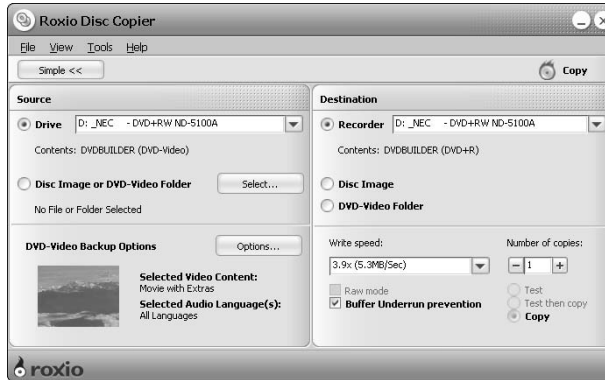 Roxio Disc Copier
File View Tools Help
Simple <<
Copy
Source
Drive D: _NEC - DVD+RW ND-5100A
Contents: DVDBUILDER (DVD-Video)
Disc Image or DVD-Video Folder Select...
No File or Folder Selected
DVD-Video Backup Options Options...
Selected Video Content:
Movie with Extras
Selected Audio Language(s):
All Languages
Destination
Recorder D: _NEC - DVD+RW ND-5100A
Contents: DVDBUILDER (DVD+R)
Disc Image
DVD-Video Folder
Write speed:
3.9x (5.3MB/Sec)
Raw mode
Buffer Underrun prevention
Number of copies:
1
Test
Test then copy
Copy
roxio